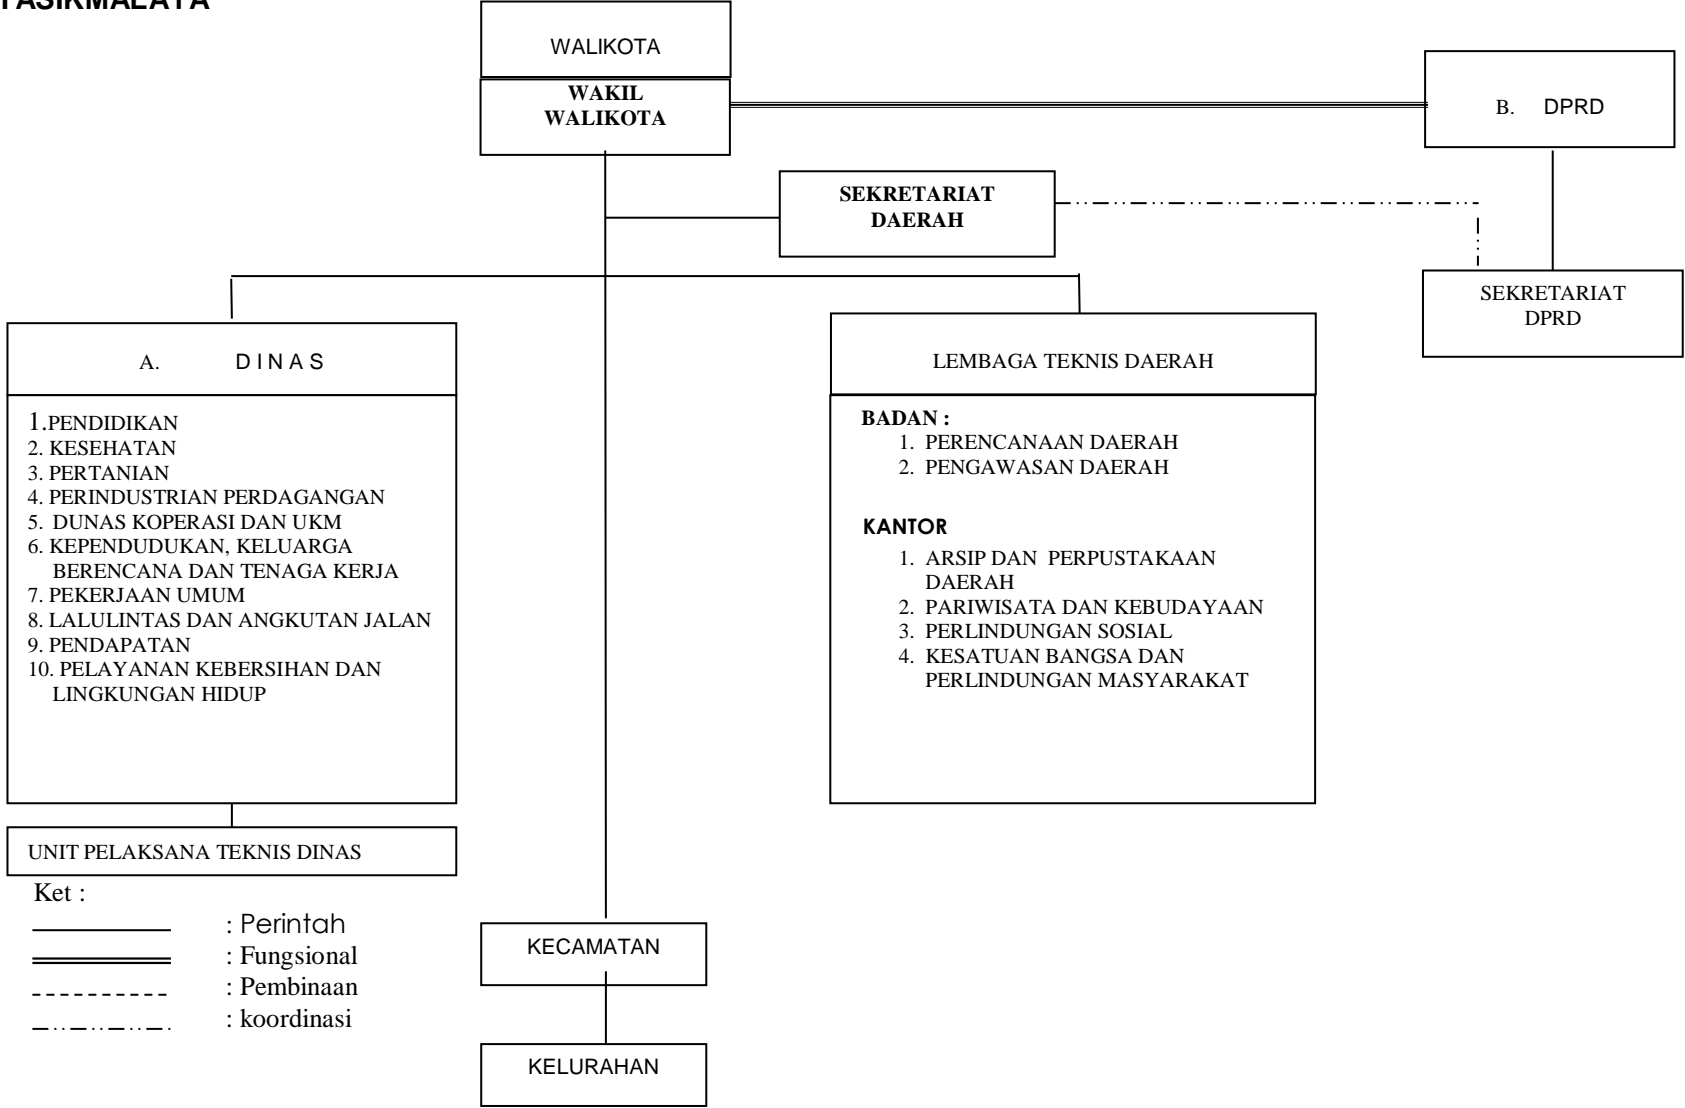 TASIKMALAYA
WALIKOTA
WAKIL
WALIKOTA
B. DPRD
SEKRETARIAT
DAERAH
SEKRETARIAT
DPRD
A. D I N A S
LEMBAGA TEKNIS DAERAH
1.PENDIDIKAN
2. KESEHATAN
3. PERTANIAN
4. PERINDUSTRIAN PERDAGANGAN
5. DUNAS KOPERASI DAN UKM
6. KEPENDUDUKAN, KELUARGA
BERENCANA DAN TENAGA KERJA
7. PEKERJAAN UMUM
8. LALULINTAS DAN ANGKUTAN JALAN
9. PENDAPATAN
10. PELAYANAN KEBERSIHAN DAN
LINGKUNGAN HIDUP
BADAN :
1. PERENCANAAN DAERAH
2. PENGAWASAN DAERAH
KANTOR
1. ARSIP DAN PERPUSTAKAAN
DAERAH
2. PARIWISATA DAN KEBUDAYAAN
3. PERLINDUNGAN SOSIAL
4. KESATUAN BANGSA DAN
PERLINDUNGAN MASYARAKAT
UNIT PELAKSANA TEKNIS DINAS
Ket :
: Perintah
: Fungsional
: Pembinaan
: koordinasi
KECAMATAN
KELURAHAN